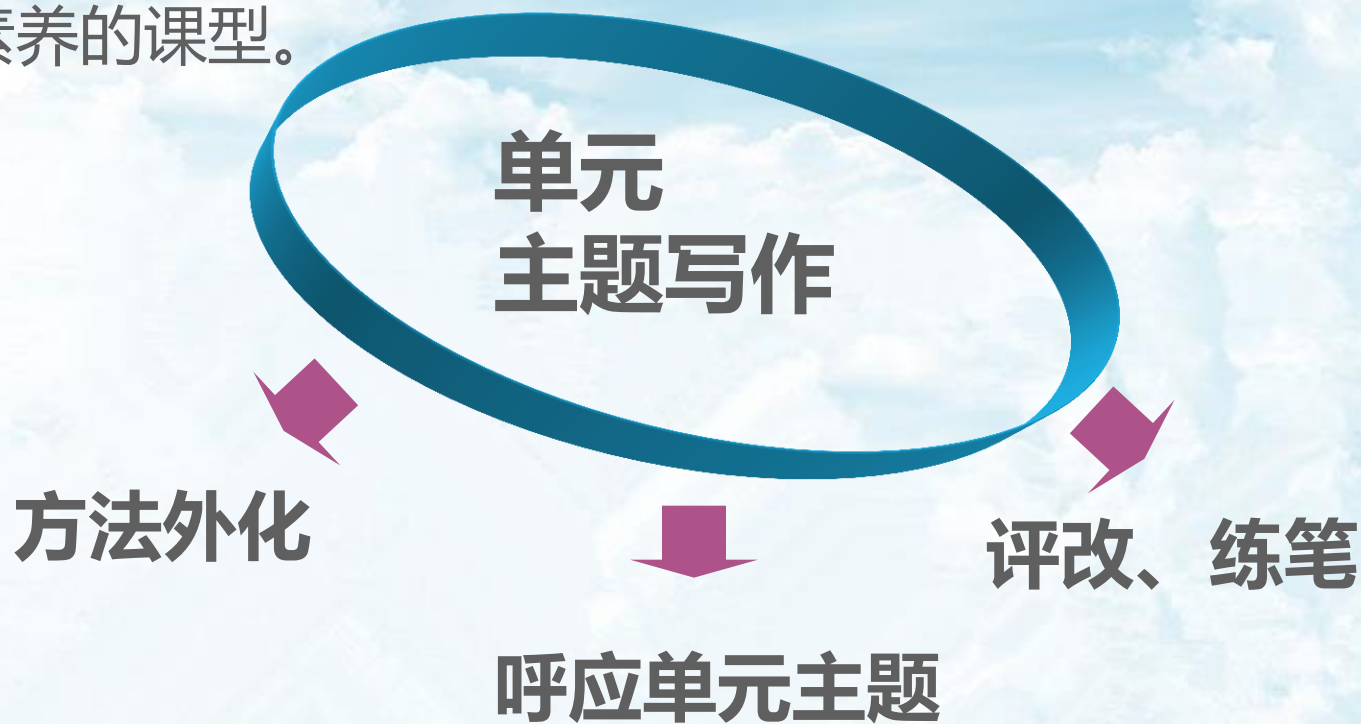 素养的课型。
单元
主题写作
方法外化
评改、练笔
呼应单元主题